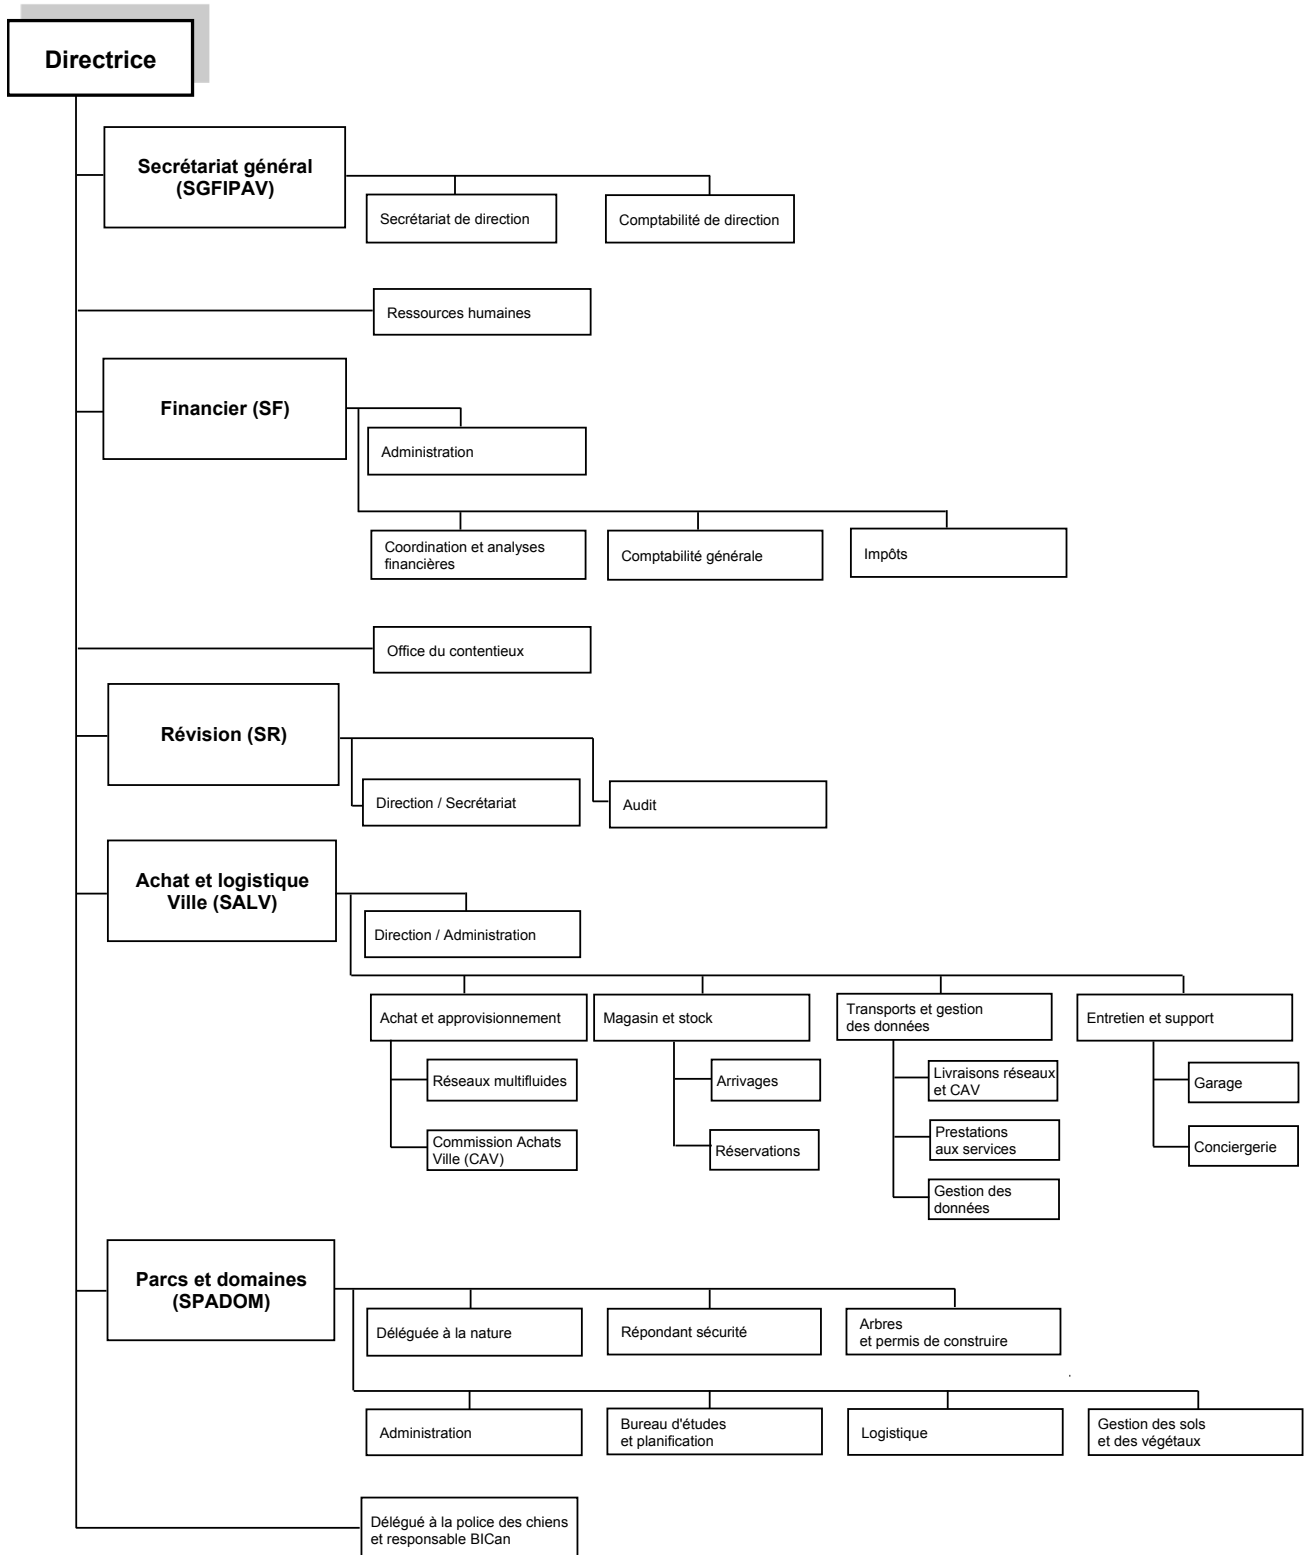 Directrice
Secrétariat général
(SGFIPAV)
Secrétariat de direction
Comptabilité de direction
Ressources humaines
Financier (SF)
Administration
Coordination et analyses
financières
Comptabilité générale
Impôts
Office du contentieux
Révision (SR)
Direction / Secrétariat
Audit
Achat et logistique
Ville (SALV)
Direction / Administration
Achat et approvisionnement
Réseaux multifluides
Commission Achats
Ville (CAV)
Magasin et stock
Arrivages
Réservations
Transports et gestion
des données
Livraisons réseaux
et CAV
Prestations
aux services
Gestion des
données
Entretien et support
Garage
Conciergerie
Parcs et domaines
(SPADOM)
Déléguée à la nature
Répondant sécurité
Arbres
et permis de construire
Administration
Bureau d'études
et planification
Logistique
Gestion des sols
et des végétaux
Délégué à la police des chiens
et responsable BICan